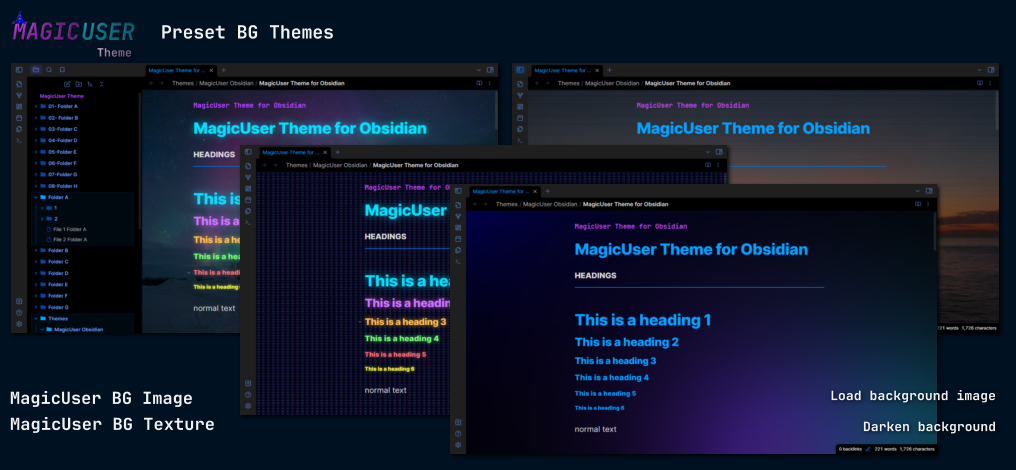 MAGICUSER
Theme
Preset BG Themes
MagicUser Theme for ...
Themes / MagicUser Obsidian / MagicUser Theme for Obsidian
MagicUser Theme
01- Folder A
02- Folder B
03-Folder C
04-Folder D
05-Folder E
06-Folder F
07-Folder G
08-Folder H
Folder A
1
2
File 1 Folder A
File 2 Folder A
Folder B
Folder C
Folder D
Folder E
Folder F
Folder G
Themes
MagicUser Obsidian
MagicUser Theme for Obsidian
MagicUser Theme for Obsidian
HEADINGS
This is
This is a
This is a he
This is a hea
This is a headi
This is a heading
normal text
MagicUser Theme for ...
Themes / MagicUser Obsidian / MagicUser Theme for Obsidian
MagicUser Theme for Obsidian
MagicUser Theme for Obsidian
221 words 1,726 characters
MagicUser Theme for ...
Themes / MagicUser Obsidian / MagicUser Theme for Obsidian
MagicUser Theme for O
MagicUser
HEADINGS
This is a hea
This is a heading
This is a heading 3
This is a heading 4
This is a heading 5
This is a heading 6
normal text
MagicUser Theme for ...
Themes / MagicUser Obsidian / MagicUser Theme for Obsidian
MagicUser Theme for Obsidian
MagicUser Theme for Obsidian
HEADINGS
This is a heading 1
This is a heading 2
This is a heading 3
This is a heading 4
This is a heading 5
This is a heading 6
normal text
0 backlinks 221 words 1,726 characters
MagicUser BG Image
MagicUser BG Texture
Load background image
Darken background